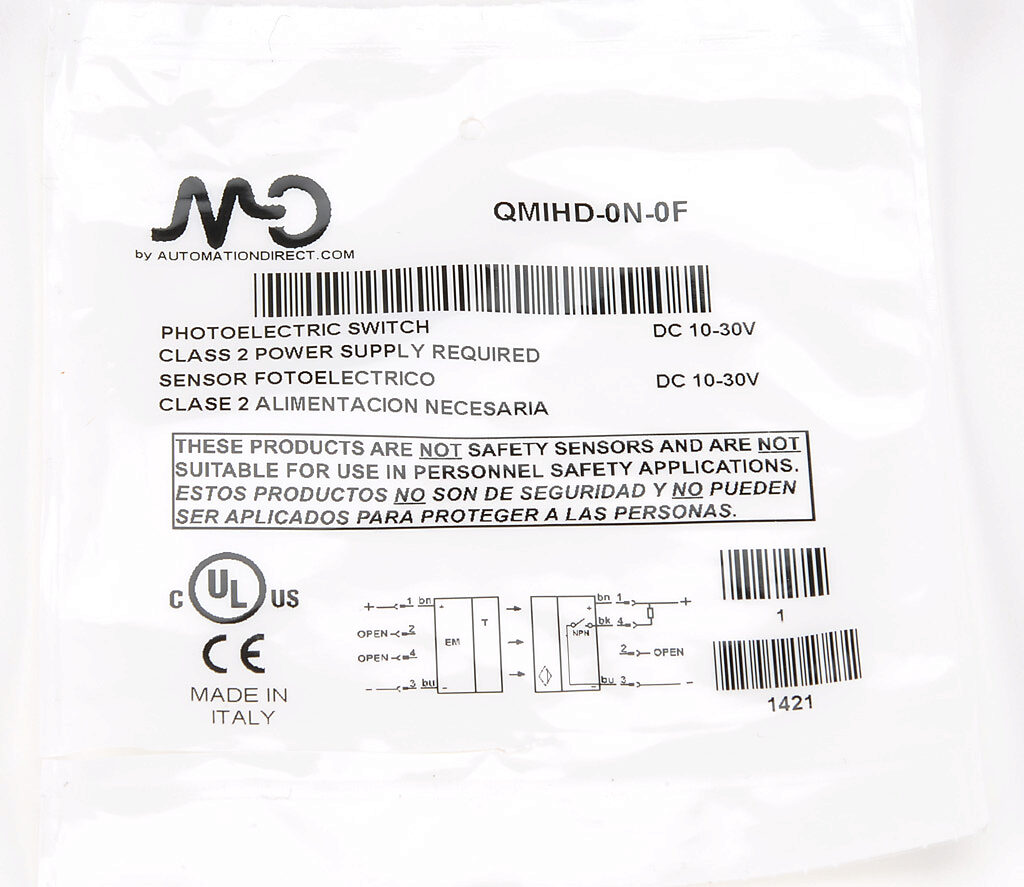 MD
by AUTOMATIONDIRECT.COM
QMIHD-0N-0F
PHOTOELECTRIC SWITCH DC 10-30V
CLASS 2 POWER SUPPLY REQUIRED
SENSOR FOTOELECTRICO DC 10-30V
CLASE 2 ALIMENTACION NECESARIA
THESE PRODUCTS ARE NOT SAFETY SENSORS AND ARE NOT
SUITABLE FOR USE IN PERSONNEL SAFETY APPLICATIONS.
ESTOS PRODUCTOS NO SON DE SEGURIDAD Y NO PUEDEN
SER APLICADOS PARA PROTEGER A LAS PERSONAS.
C UL US
CE
MADE IN
ITALY
+ 1 bn + T bn 1 +
OPEN 2 EM + bk 4
OPEN 4 NPN 2 OPEN
- 3 bu - - bu 3 -
1
1421